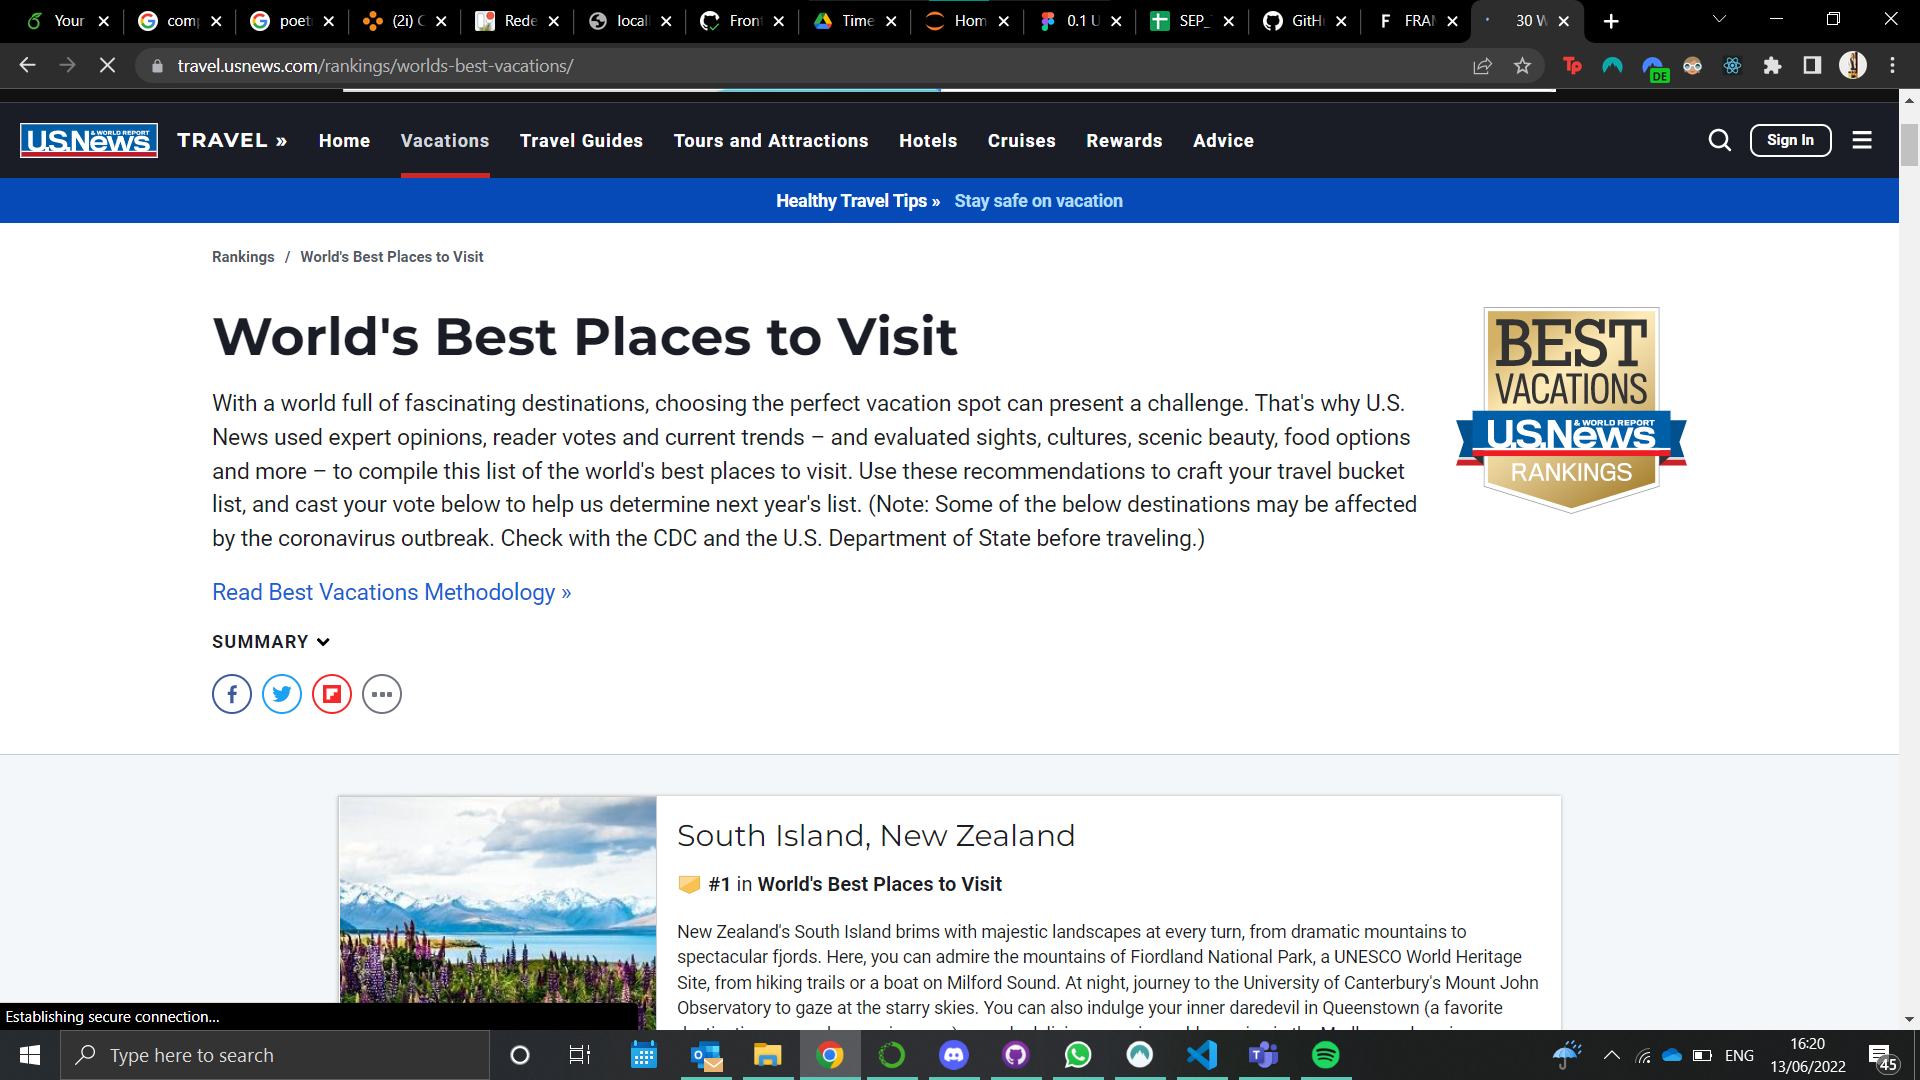 Your
com
poet
(2i) C
Rede
locall
Front
Time
Hom
0.1 U
SEP_
GitH
FRAM
30 W
travel.usnews.com/rankings/worlds-best-vacations/
Tp
DE
U.S.News & WORLD REPORT
TRAVEL »
Home
Vacations
Travel Guides
Tours and Attractions
Hotels
Cruises
Rewards
Advice
Sign In
Healthy Travel Tips » Stay safe on vacation
Rankings / World's Best Places to Visit
World's Best Places to Visit
With a world full of fascinating destinations, choosing the perfect vacation spot can present a challenge. That's why U.S.
News used expert opinions, reader votes and current trends – and evaluated sights, cultures, scenic beauty, food options
and more – to compile this list of the world's best places to visit. Use these recommendations to craft your travel bucket
list, and cast your vote below to help us determine next year's list. (Note: Some of the below destinations may be affected
by the coronavirus outbreak. Check with the CDC and the U.S. Department of State before traveling.)
BEST
VACATIONS
U.S.News & WORLD REPORT
RANKINGS
Read Best Vacations Methodology »
SUMMARY
South Island, New Zealand
#1 in World's Best Places to Visit
New Zealand's South Island brims with majestic landscapes at every turn, from dramatic mountains to
spectacular fjords. Here, you can admire the mountains of Fiordland National Park, a UNESCO World Heritage
Site, from hiking trails or a boat on Milford Sound. At night, journey to the University of Canterbury's Mount John
Observatory to gaze at the starry skies. You can also indulge your inner daredevil in Queenstown (a favorite
Establishing secure connection...
Type here to search
ENG
16:20
13/06/2022
45